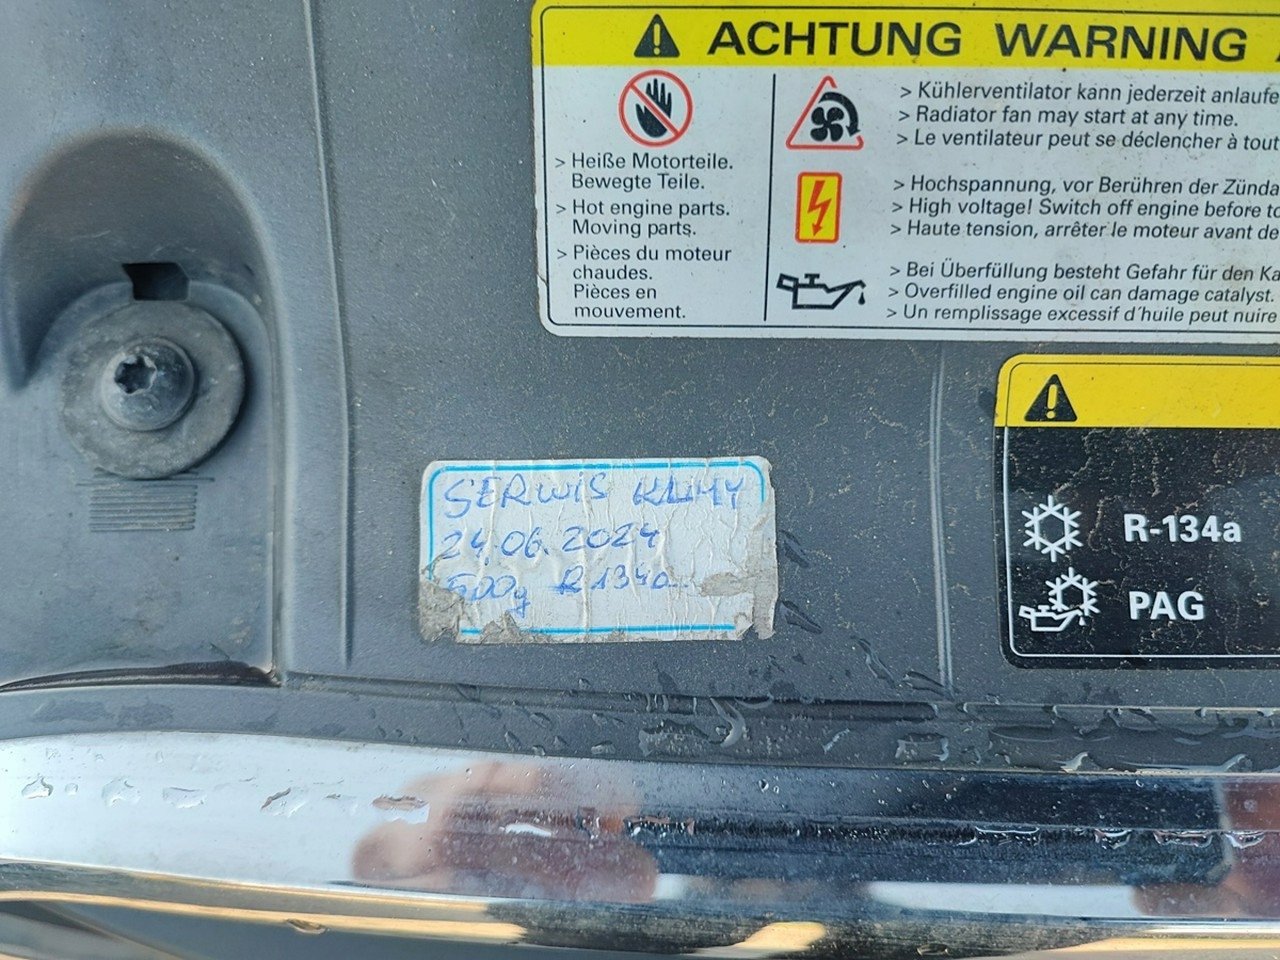 ACHTUNG WARNING
> Heiße Motorteile.
Bewegte Teile.
> Hot engine parts.
Moving parts.
> Pièces du moteur
chaudes.
Pièces en
mouvement.
> Kühlerventilator kann jederzeit anlaufe
> Radiator fan may start at any time.
> Le ventilateur peut se déclencher à tout
> Hochspannung, vor Berühren der Zünda
> High voltage! Switch off engine before to
> Haute tension, arrêter le moteur avant de
> Bei Überfüllung besteht Gefahr für den Ka
> Overfilled engine oil can damage catalyst.
> Un remplissage excessif d'huile peut nuire
SERWIS KLIMY
24.06.2024
500g R134a
R-134a
PAG